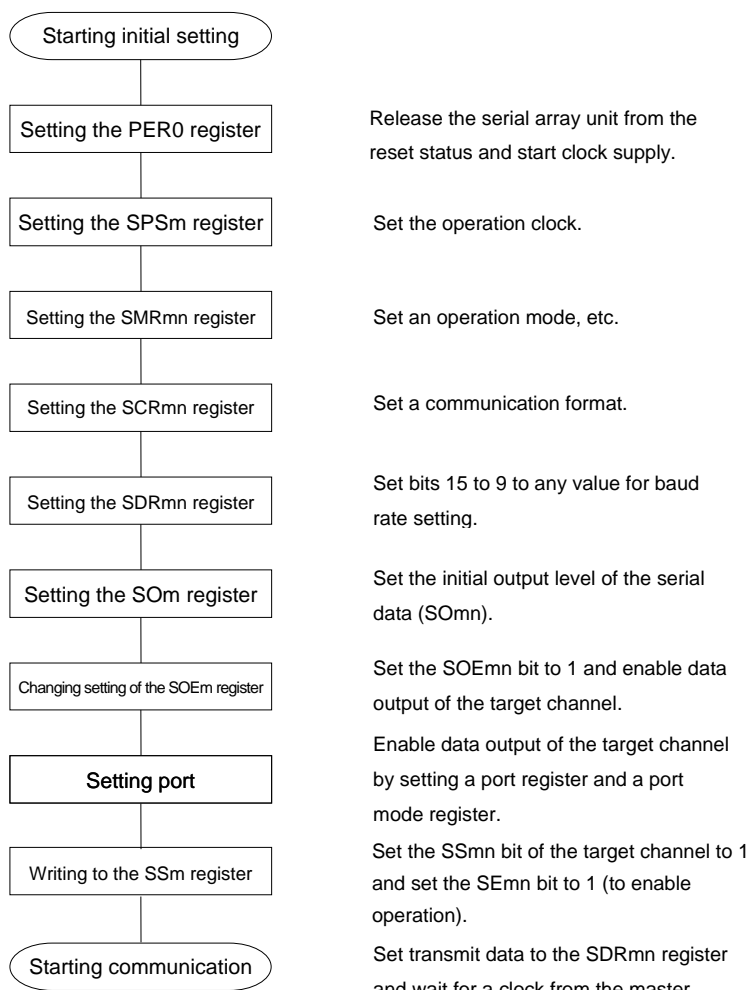 Starting initial setting
Setting the PER0 register
Release the serial array unit from the
reset status and start clock supply.
Setting the SPSm register
Set the operation clock.
Setting the SMRmn register
Set an operation mode, etc.
Setting the SCRmn register
Set a communication format.
Setting the SDRmn register
Set bits 15 to 9 to any value for baud
rate setting.
Setting the SOm register
Set the initial output level of the serial
data (SOmn).
Changing setting of the SOEm register
Set the SOEmn bit to 1 and enable data
output of the target channel.
Setting port
Enable data output of the target channel
by setting a port register and a port
mode register.
Writing to the SSm register
Set the SSmn bit of the target channel to 1
and set the SEmn bit to 1 (to enable
operation).
Starting communication
Set transmit data to the SDRmn register
and wait for a clock from the master